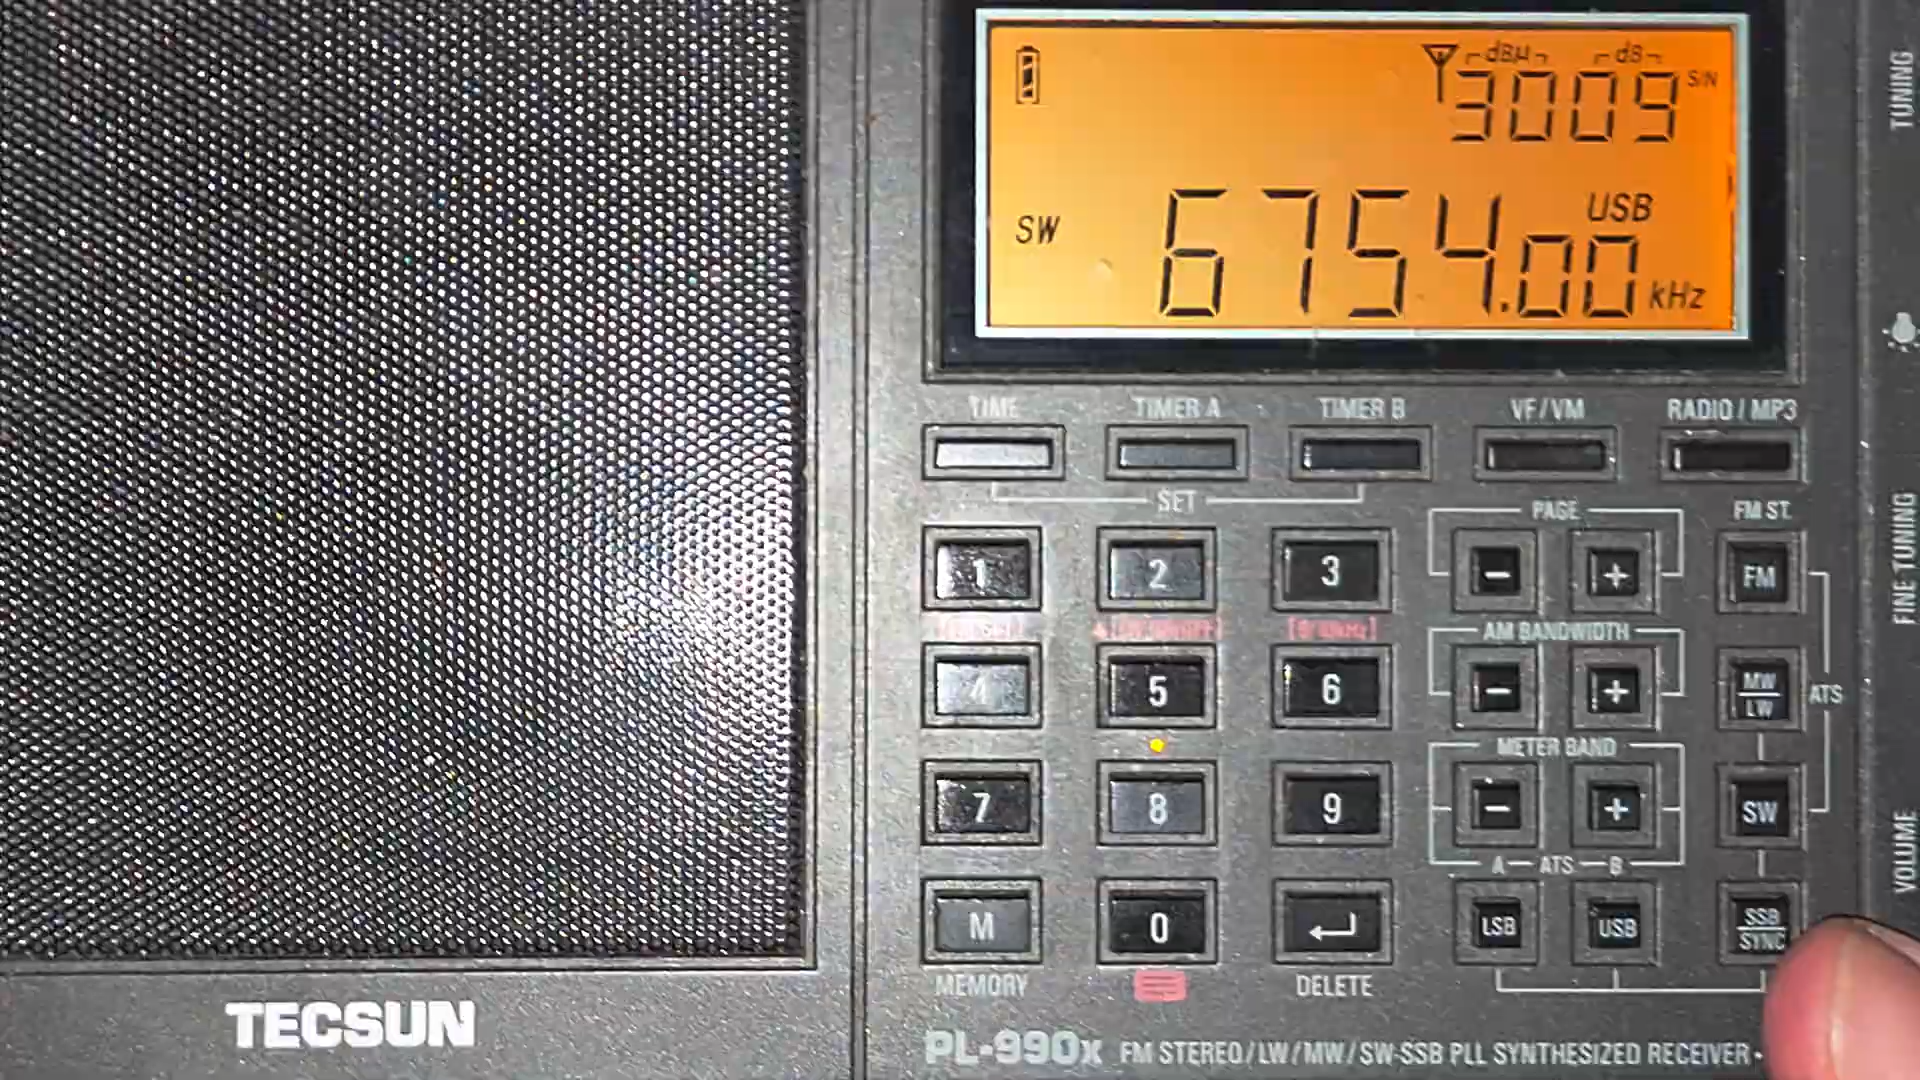 dBµ dB
3009 S/N
SW 6754.00 USB kHz
TIME TIMER A TIMER B VF/VM RADIO / MP3
SET
PAGE FM ST.
1 2 3 - + FM
AM BANDWIDTH
4 5 6 - + MW LW ATS
METER BAND
7 8 9 - + SW
A ATS B
M 0 LSB USB SSB SYNC
MEMORY DELETE
TECSUN
PL-990x FM STEREO / LW / MW / SW-SSB PLL SYNTHESIZED RECEIVER
TUNING
FINE TUNING
VOLUME